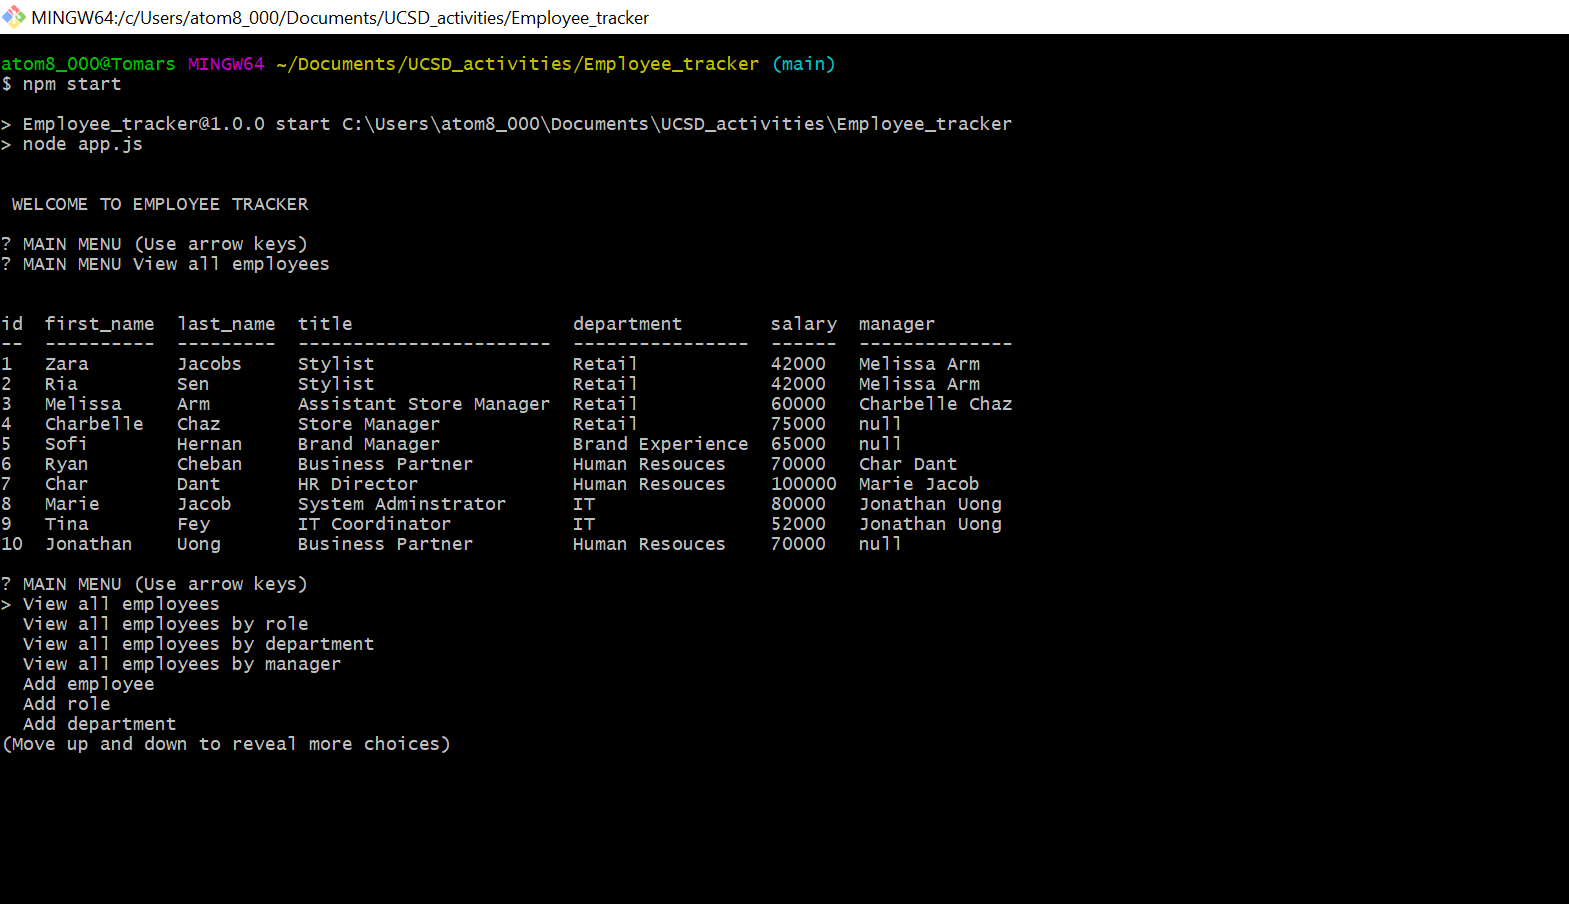 MINGW64:/c/Users/atom8_000/Documents/UCSD_activities/Employee_tracker
atom8_000@Tomars MINGW64 ~/Documents/UCSD_activities/Employee_tracker (main)
$ npm start
> Employee_tracker@1.0.0 start C:\Users\atom8_000\Documents\UCSD_activities\Employee_tracker
> node app.js
WELCOME TO EMPLOYEE TRACKER
? MAIN MENU (Use arrow keys)
? MAIN MENU View all employees
id  first_name  last_name  title                    department        salary  manager
--  ----------  ---------  -----------------------  ----------------  ------  --------------
1   Zara        Jacobs     Stylist                  Retail            42000   Melissa Arm
2   Ria         Sen        Stylist                  Retail            42000   Melissa Arm
3   Melissa     Arm        Assistant Store Manager  Retail            60000   Charbelle Chaz
4   Charbelle   Chaz       Store Manager            Retail            75000   null
5   Sofi        Hernan     Brand Manager            Brand Experience  65000   null
6   Ryan        Cheban     Business Partner         Human Resouces    70000   Char Dant
7   Char        Dant       HR Director              Human Resouces    100000  Marie Jacob
8   Marie       Jacob      System Adminstrator      IT                80000   Jonathan Uong
9   Tina        Fey        IT Coordinator           IT                52000   Jonathan Uong
10  Jonathan    Uong       Business Partner         Human Resouces    70000   null
? MAIN MENU (Use arrow keys)
> View all employees
View all employees by role
View all employees by department
View all employees by manager
Add employee
Add role
Add department
(Move up and down to reveal more choices)